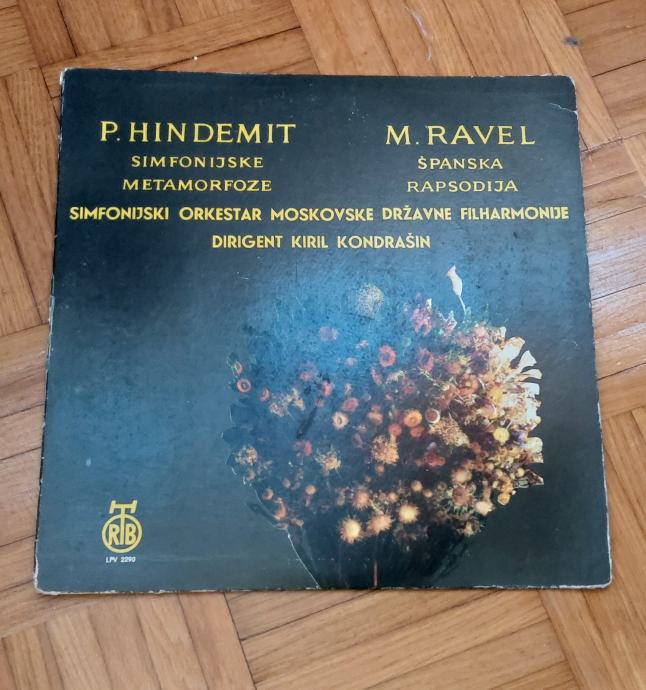 P. HINDEMIT
SIMFONIJSKE
METAMORFOZE
M. RAVEL
ŠPANSKA
RAPSODIJA
SIMFONIJSKI ORKESTAR MOSKOVSKE DRŽAVNE FILHARMONIJE
DIRIGENT KIRIL KONDRAŠIN
RTB
LPV 2290